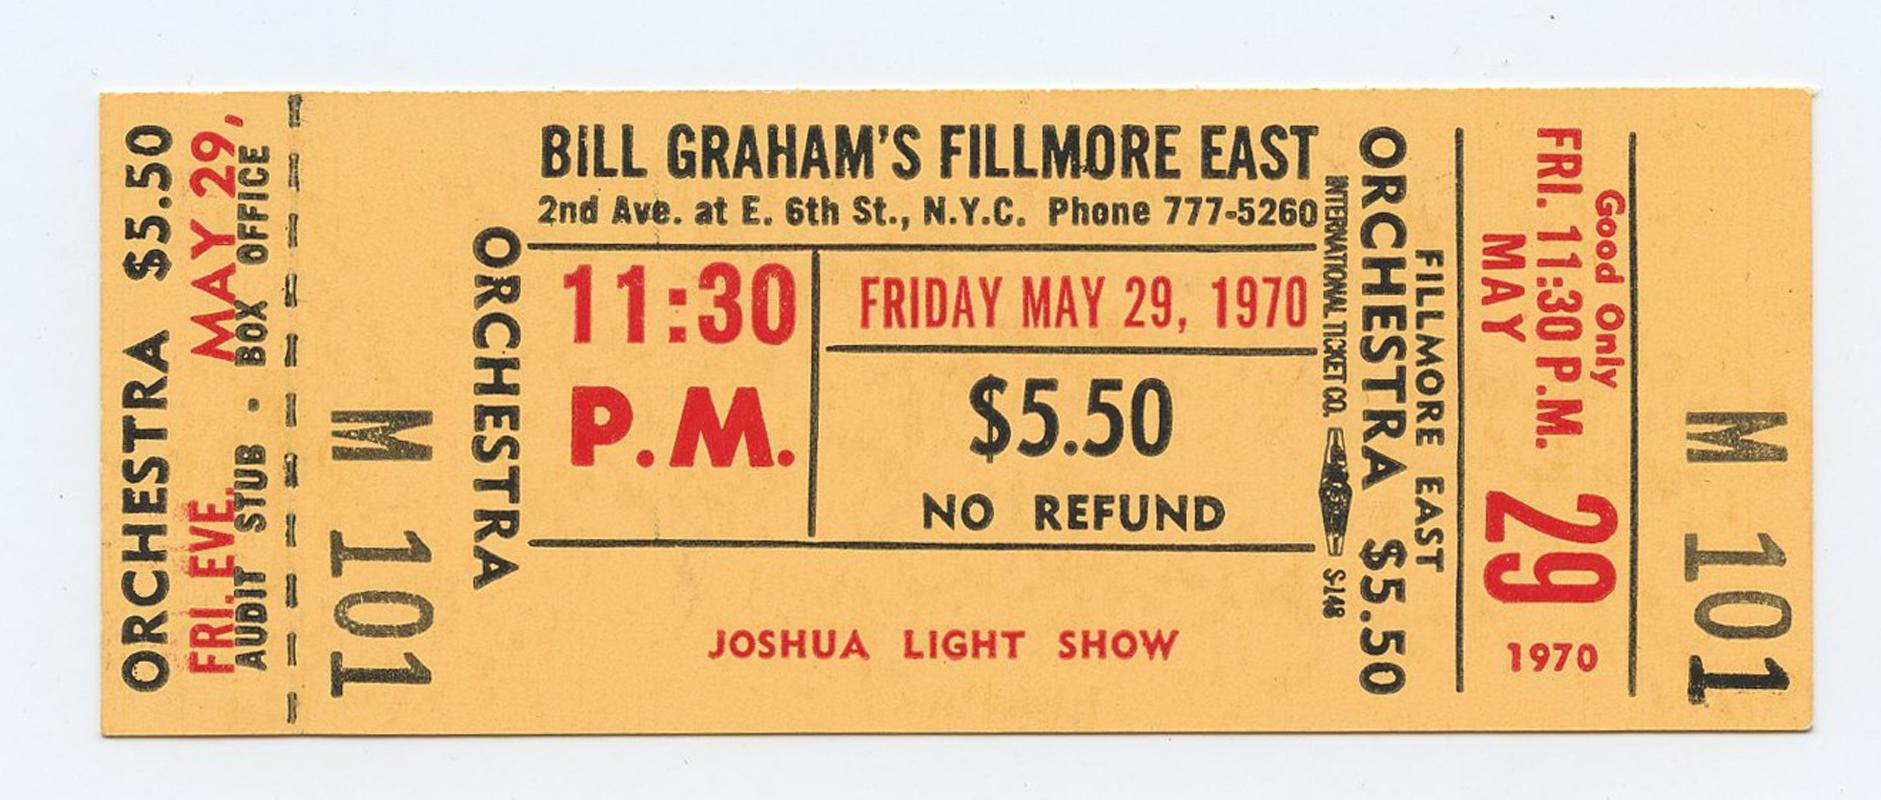 ORCHESTRA $5.50
FRI. EVE. MAY 29,
AUDIT STUB • BOX OFFICE
M 101
ORCHESTRA
BILL GRAHAM'S FILLMORE EAST
2nd Ave. at E. 6th St., N.Y.C. Phone 777-5260
11:30
P.M.
FRIDAY MAY 29, 1970
$5.50
NO REFUND
JOSHUA LIGHT SHOW
INTERNATIONAL TICKET CO. S-148
ORCHESTRA $5.50
FILLMORE EAST
Good Only
FRI. 11:30 P.M.
MAY 29
1970
M 101